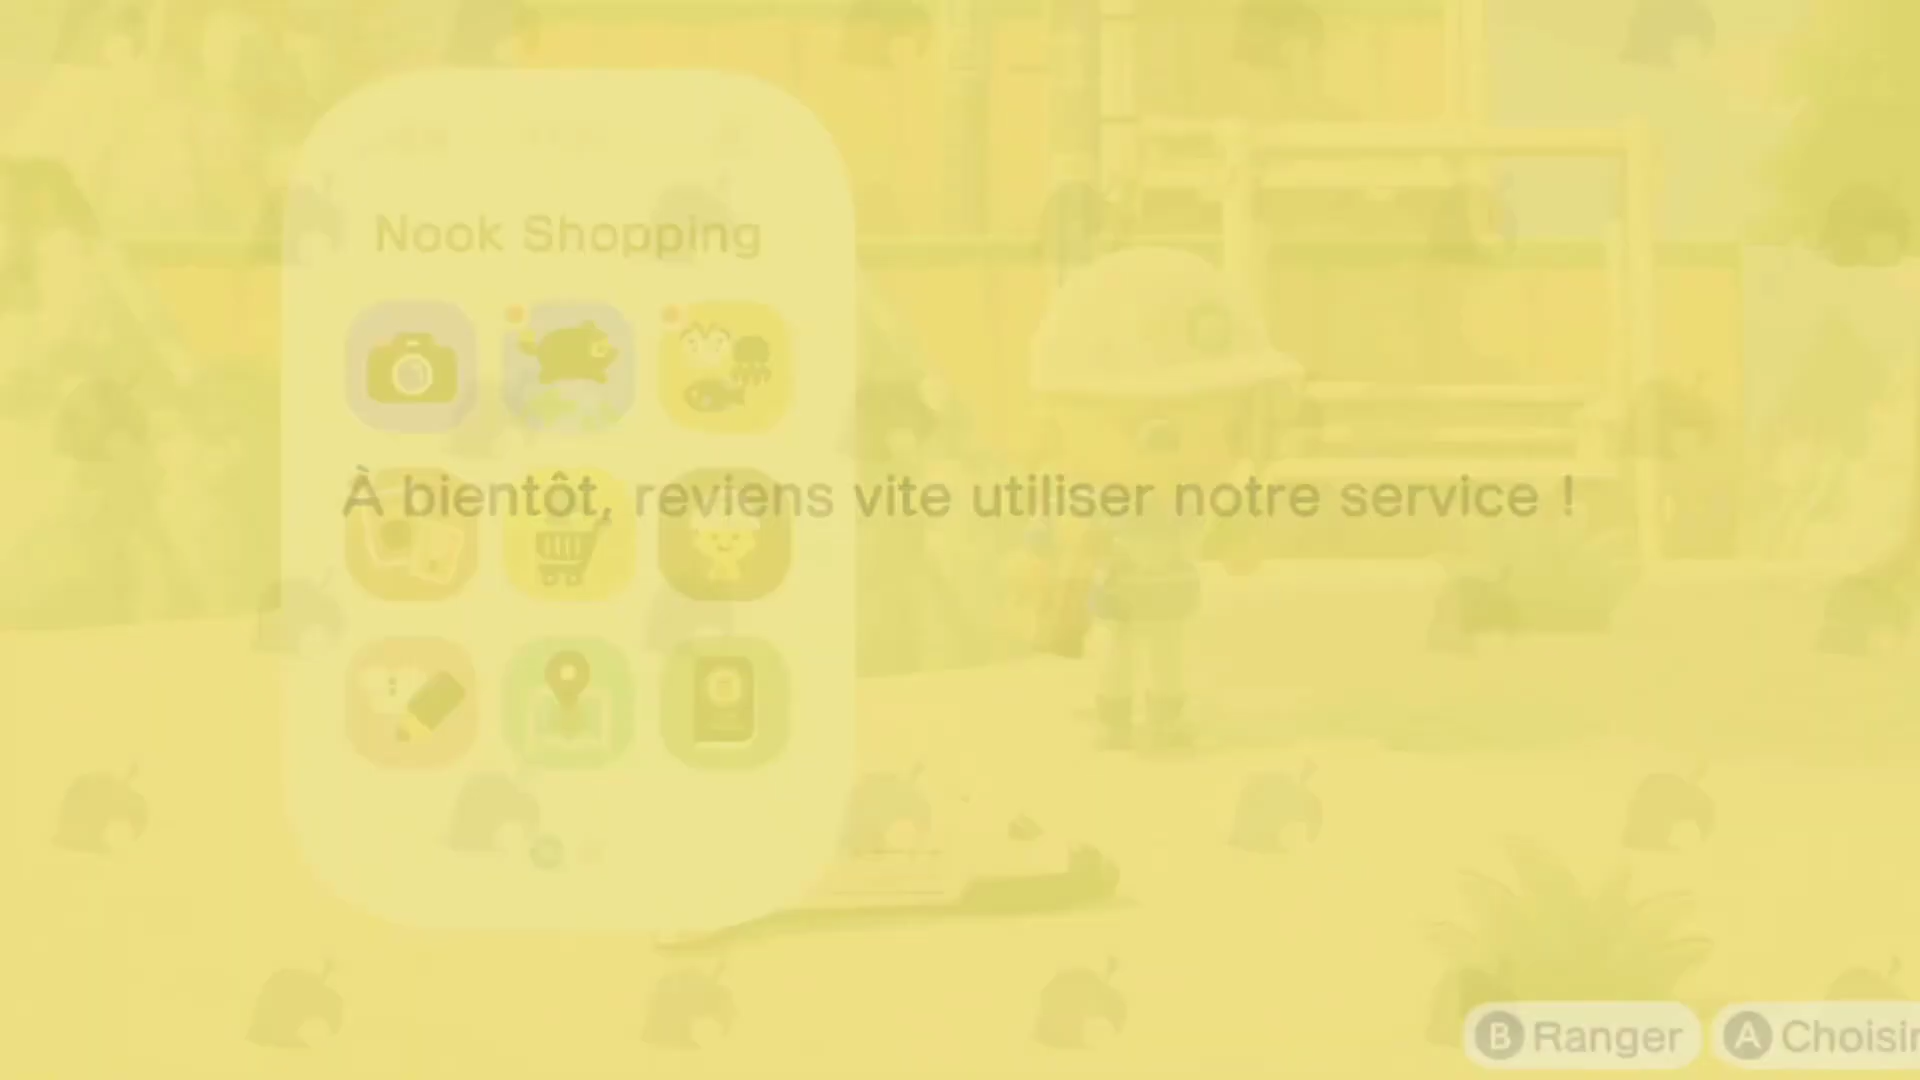 Nook Shopping
À bientôt, reviens vite utiliser notre service !
B Ranger
A Choisir